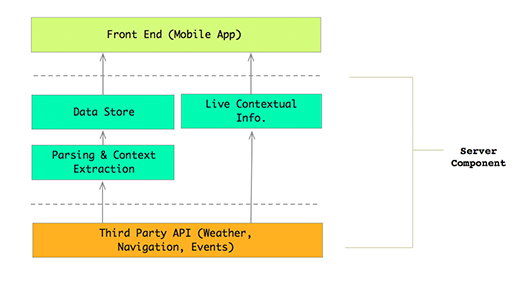 Front End (Mobile App)
Data Store
Live Contextual
Info.
Parsing & Context
Extraction
Server
Component
Third Party API (Weather,
Navigation, Events)